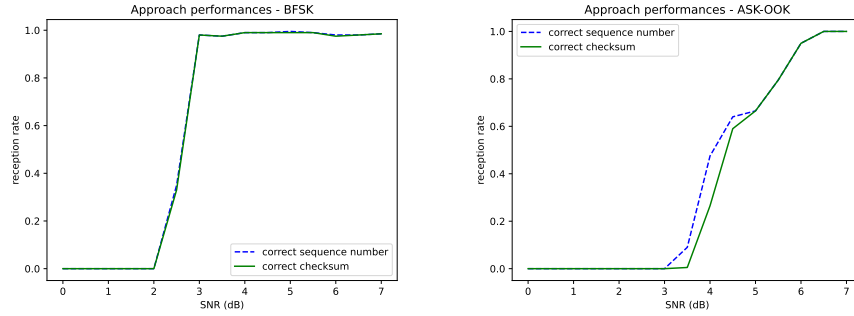 Approach performances - BFSK
1.0
0.8
0.6
0.4
0.2
0.0
reception rate
correct sequence number
correct checksum
0 1 2 3 4 5 6 7
SNR (dB)
Approach performances - ASK-OOK
correct sequence number
correct checksum
1.0
0.8
0.6
0.4
0.2
0.0
reception rate
0 1 2 3 4 5 6 7
SNR (dB)